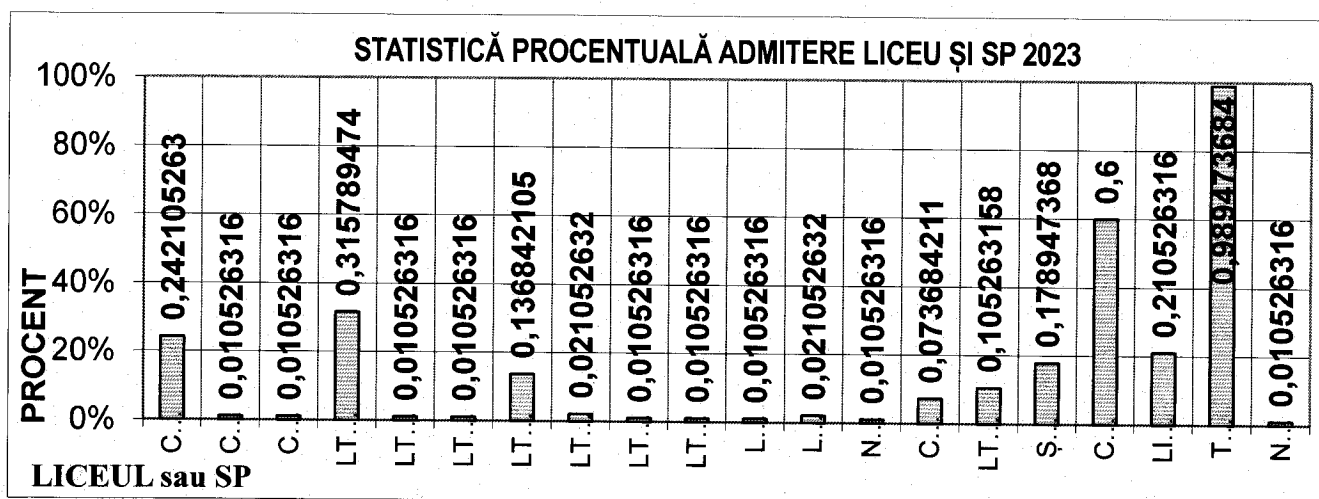 STATISTICĂ PROCENTUALĂ ADMITERE LICEU ȘI SP 2023
PROCENT
100%
80%
60%
40%
20%
0%
0,242105263
0,010526316
0,010526316
0,315789474
0,010526316
0,010526316
0,136842105
0,021052632
0,010526316
0,010526316
0,010526316
0,021052632
0,010526316
0,073684211
0,105263158
0,178947368
0,6
0,210526316
0,989473684
0,010526316
C...
C...
C...
LT...
LT...
LT...
LT...
LT...
LT...
LT...
L...
L...
N...
C...
LT...
Ș...
C...
LI...
T...
N...
LICEUL sau SP